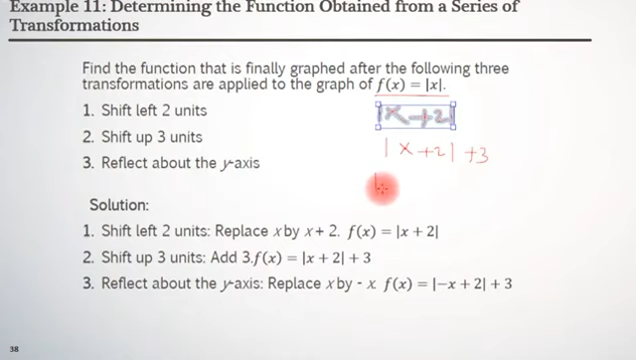 Example 11: Determining the Function Obtained from a Series of
Transformations
Find the function that is finally graphed after the following three
transformations are applied to the graph of f(x) = |x|.
1. Shift left 2 units
|x+2|
2. Shift up 3 units
|x+2| +3
3. Reflect about the y-axis
Solution:
1. Shift left 2 units: Replace x by x + 2. f(x) = |x + 2|
2. Shift up 3 units: Add 3.f(x) = |x + 2| + 3
3. Reflect about the y-axis: Replace x by - x f(x) = |−x + 2| + 3
38